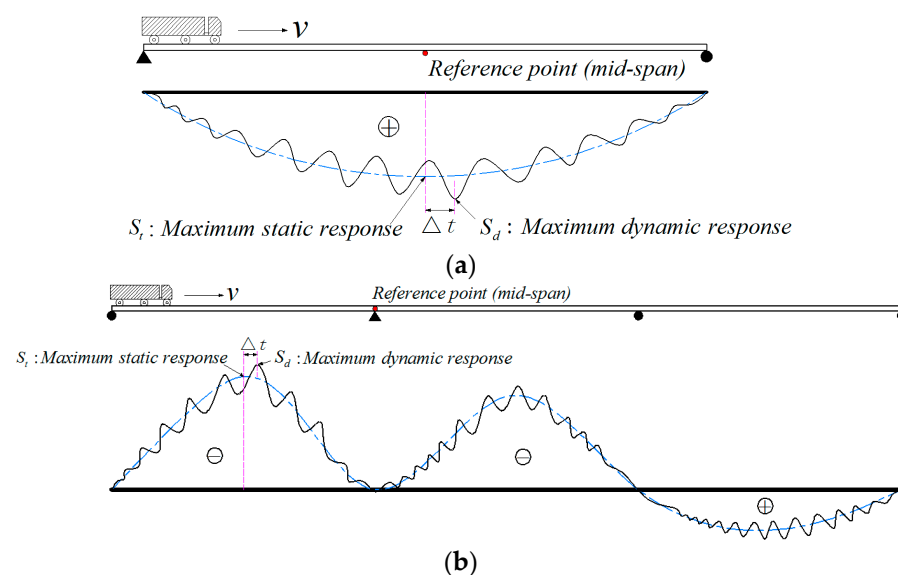 v
Reference point (mid-span)
+
S_t : Maximum static response △ t S_d : Maximum dynamic response
(a)
v
Reference point (mid-span)
△ t
S_t : Maximum static response S_d : Maximum dynamic response
− −
+
(b)